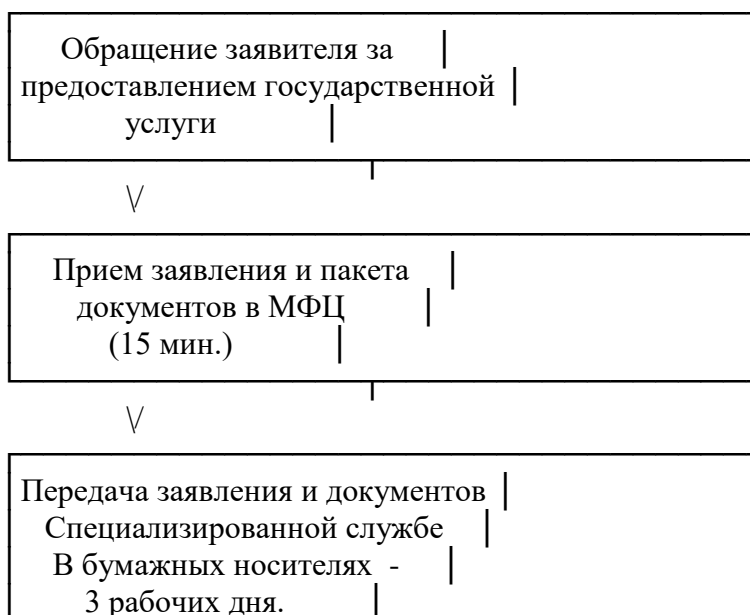 Обращение заявителя за
предоставлением государственной
услуги
\/
Прием заявления и пакета
документов в МФЦ
(15 мин.)
\/
Передача заявления и документов
Специализированной службе
В бумажных носителях -
3 рабочих дня.